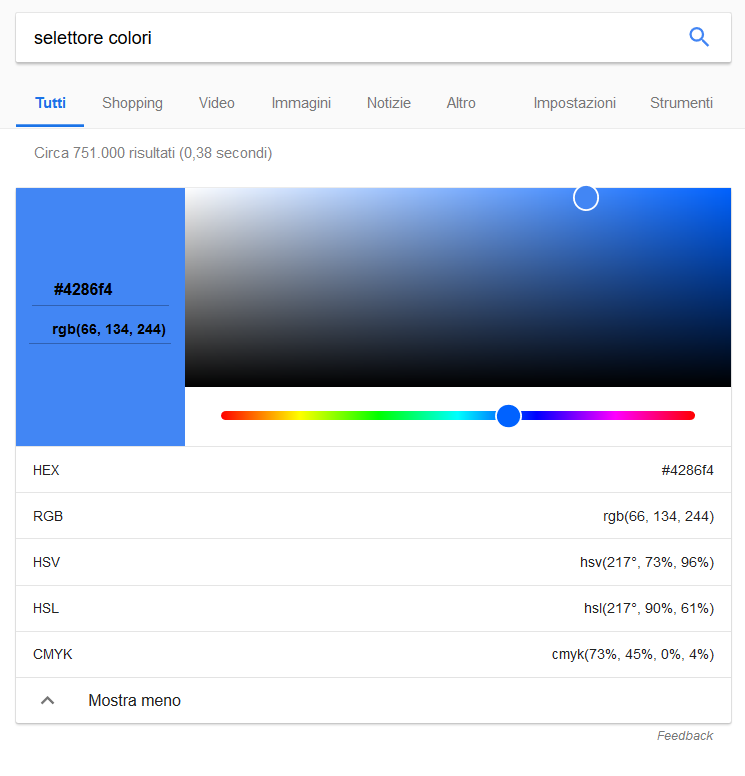 selettore colori
Tutti Shopping Video Immagini Notizie Altro Impostazioni Strumenti
Circa 751.000 risultati (0,38 secondi)
#4286f4
rgb(66, 134, 244)
HEX #4286f4
RGB rgb(66, 134, 244)
HSV hsv(217°, 73%, 96%)
HSL hsl(217°, 90%, 61%)
CMYK cmyk(73%, 45%, 0%, 4%)
Mostra meno
Feedback